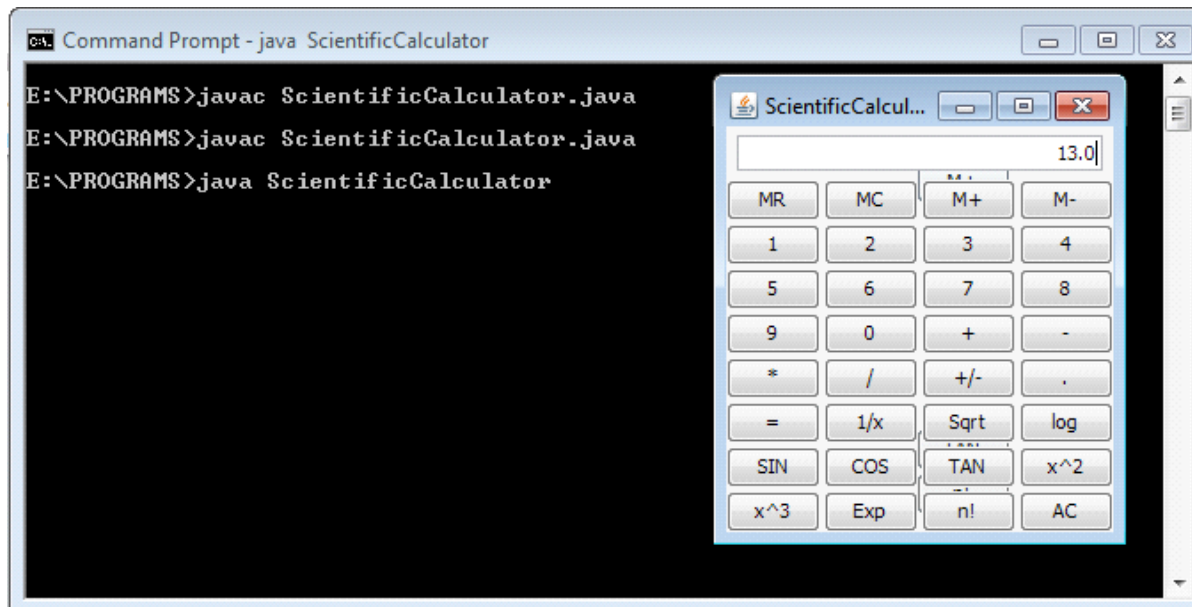 Command Prompt - java ScientificCalculator
E:\PROGRAMS>javac ScientificCalculator.java
E:\PROGRAMS>javac ScientificCalculator.java
E:\PROGRAMS>java ScientificCalculator
ScientificCalcul...
13.0
MR MC M+ M-
1 2 3 4
5 6 7 8
9 0 + -
* / +/- .
= 1/x Sqrt log
SIN COS TAN x^2
x^3 Exp n! AC